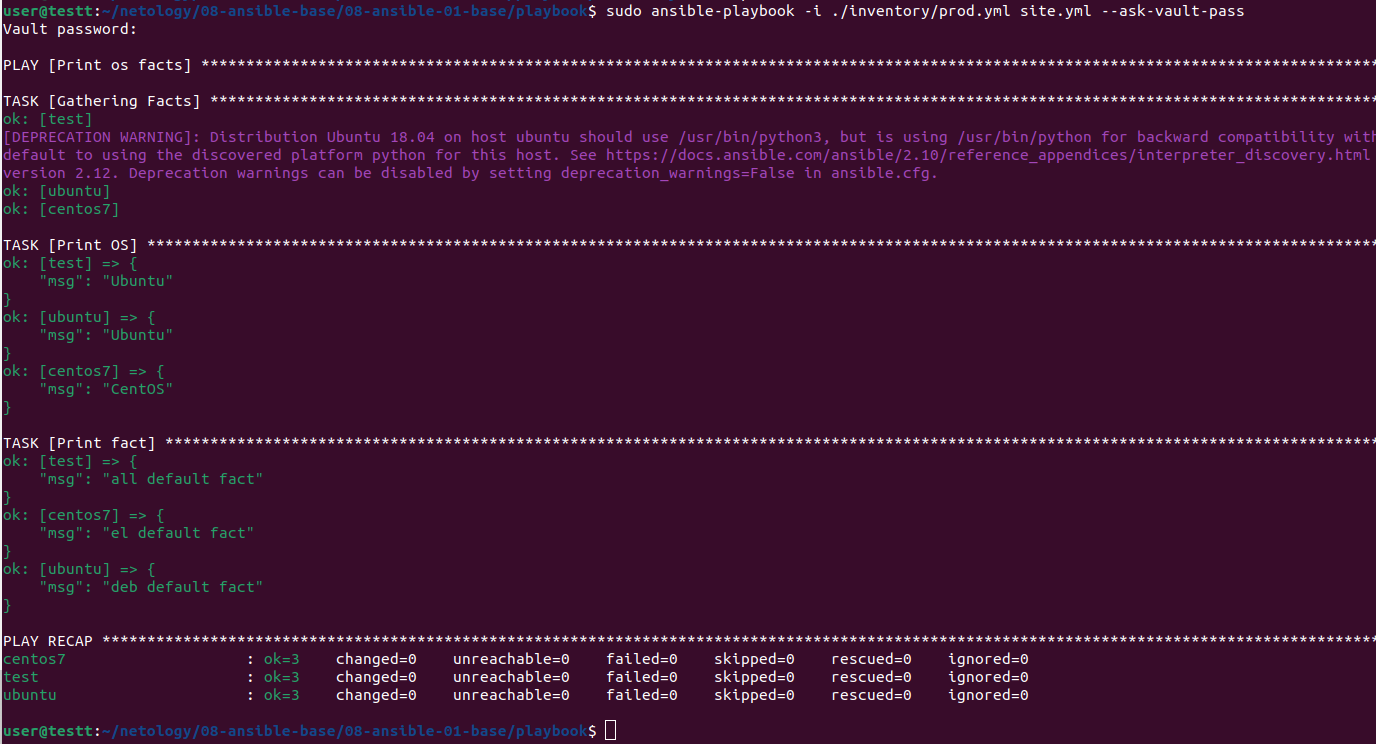 user@testt:~/netology/08-ansible-base/08-ansible-01-base/playbook$ sudo ansible-playbook -i ./inventory/prod.yml site.yml --ask-vault-pass
Vault password:
PLAY [Print os facts] ****************************************************************************************************************************************
TASK [Gathering Facts] ***************************************************************************************************************************************
ok: [test]
[DEPRECATION WARNING]: Distribution Ubuntu 18.04 on host ubuntu should use /usr/bin/python3, but is using /usr/bin/python for backward compatibility with
default to using the discovered platform python for this host. See https://docs.ansible.com/ansible/2.10/reference_appendices/interpreter_discovery.html
version 2.12. Deprecation warnings can be disabled by setting deprecation_warnings=False in ansible.cfg.
ok: [ubuntu]
ok: [centos7]
TASK [Print OS] **********************************************************************************************************************************************
ok: [test] => {
    "msg": "Ubuntu"
}
ok: [ubuntu] => {
    "msg": "Ubuntu"
}
ok: [centos7] => {
    "msg": "CentOS"
}
TASK [Print fact] ********************************************************************************************************************************************
ok: [test] => {
    "msg": "all default fact"
}
ok: [centos7] => {
    "msg": "el default fact"
}
ok: [ubuntu] => {
    "msg": "deb default fact"
}
PLAY RECAP ***************************************************************************************************************************************************
centos7                    : ok=3    changed=0    unreachable=0    failed=0    skipped=0    rescued=0    ignored=0
test                       : ok=3    changed=0    unreachable=0    failed=0    skipped=0    rescued=0    ignored=0
ubuntu                     : ok=3    changed=0    unreachable=0    failed=0    skipped=0    rescued=0    ignored=0
user@testt:~/netology/08-ansible-base/08-ansible-01-base/playbook$